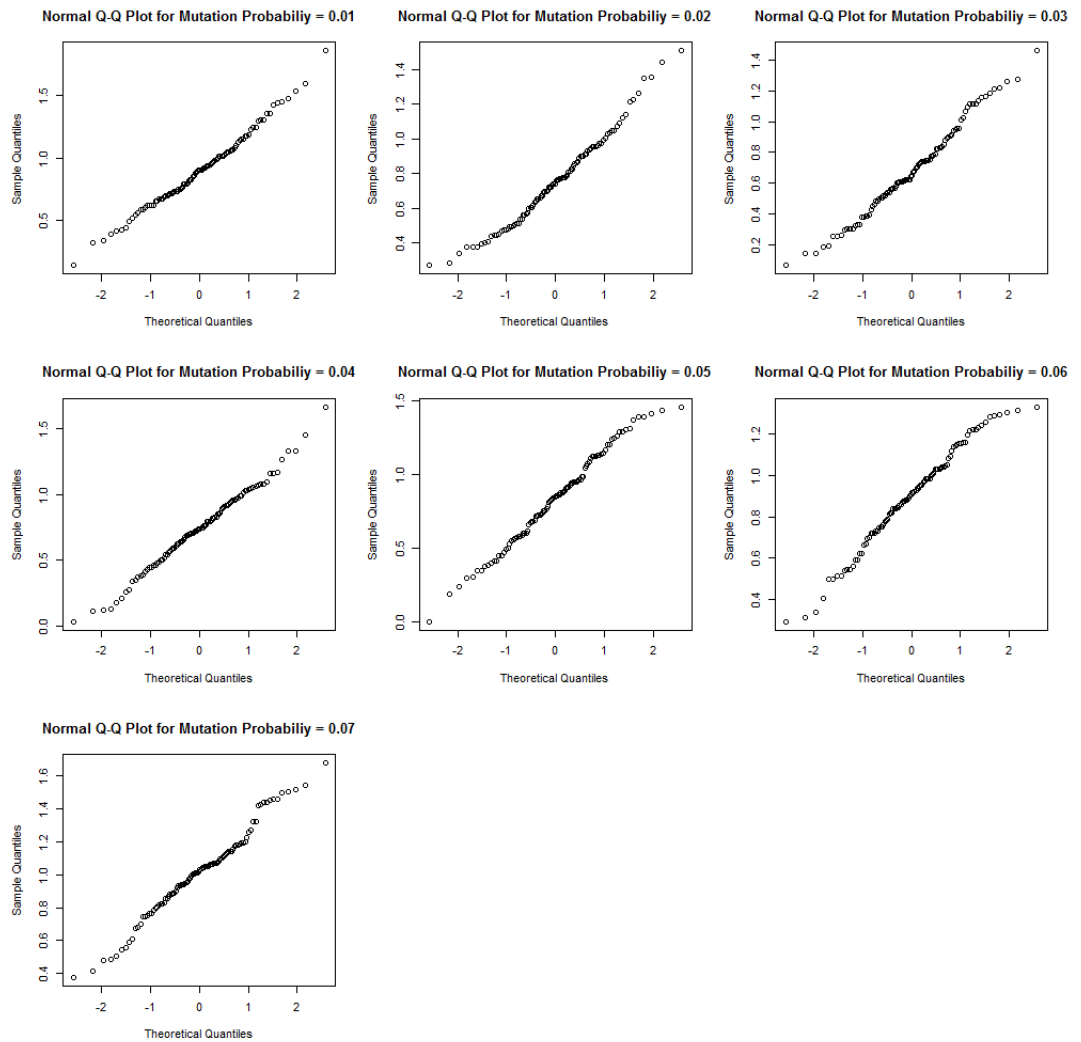 Normal Q-Q Plot for Mutation Probabiliy = 0.01
Sample Quantiles
0.5 1.0 1.5
-2 -1 0 1 2
Theoretical Quantiles
Normal Q-Q Plot for Mutation Probabiliy = 0.02
Sample Quantiles
0.4 0.6 0.8 1.0 1.2 1.4
-2 -1 0 1 2
Theoretical Quantiles
Normal Q-Q Plot for Mutation Probabiliy = 0.03
Sample Quantiles
0.2 0.4 0.6 0.8 1.0 1.2 1.4
-2 -1 0 1 2
Theoretical Quantiles
Normal Q-Q Plot for Mutation Probabiliy = 0.04
Sample Quantiles
0.0 0.5 1.0 1.5
-2 -1 0 1 2
Theoretical Quantiles
Normal Q-Q Plot for Mutation Probabiliy = 0.05
Sample Quantiles
0.0 0.5 1.0 1.5
-2 -1 0 1 2
Theoretical Quantiles
Normal Q-Q Plot for Mutation Probabiliy = 0.06
Sample Quantiles
0.4 0.6 0.8 1.0 1.2
-2 -1 0 1 2
Theoretical Quantiles
Normal Q-Q Plot for Mutation Probabiliy = 0.07
Sample Quantiles
0.4 0.6 0.8 1.0 1.2 1.4 1.6
-2 -1 0 1 2
Theoretical Quantiles